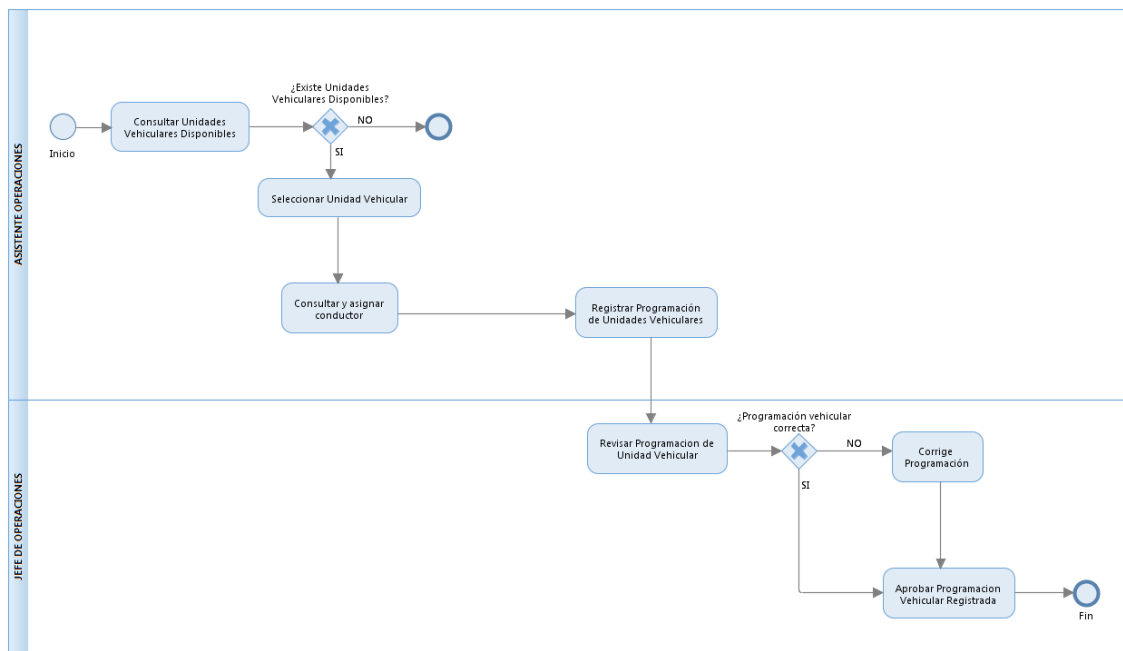 ASISTENTE OPERACIONES
Inicio
Consultar Unidades
Vehiculares Disponibles
¿Existe Unidades
Vehiculares Disponibles?
NO
SI
Seleccionar Unidad Vehicular
Consultar y asignar
conductor
Registrar Programación
de Unidades Vehiculares
JEFE DE OPERACIONES
Revisar Programacion de
Unidad Vehicular
¿Programación vehicular
correcta?
NO
SI
Corrige
Programación
Aprobar Programacion
Vehicular Registrada
Fin